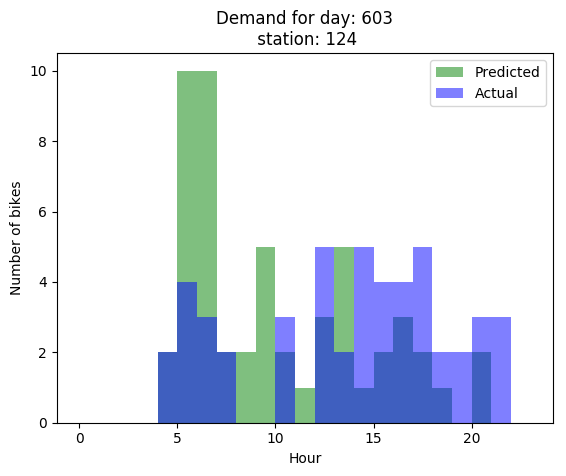 Demand for day: 603
station: 124
Predicted
Actual
Number of bikes
10
8
6
4
2
0
0
5
10
15
20
Hour